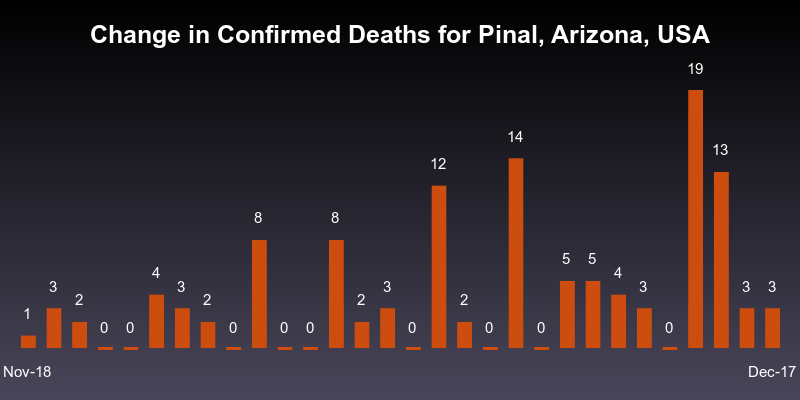 Change in Confirmed Deaths for Pinal, Arizona, USA
1 3 2 0 0 4 3 2 0 8 0 0 8 2 3 0 12 2 0 14 0 5 5 4 3 0 19 13 3 3
Nov-18 Dec-17